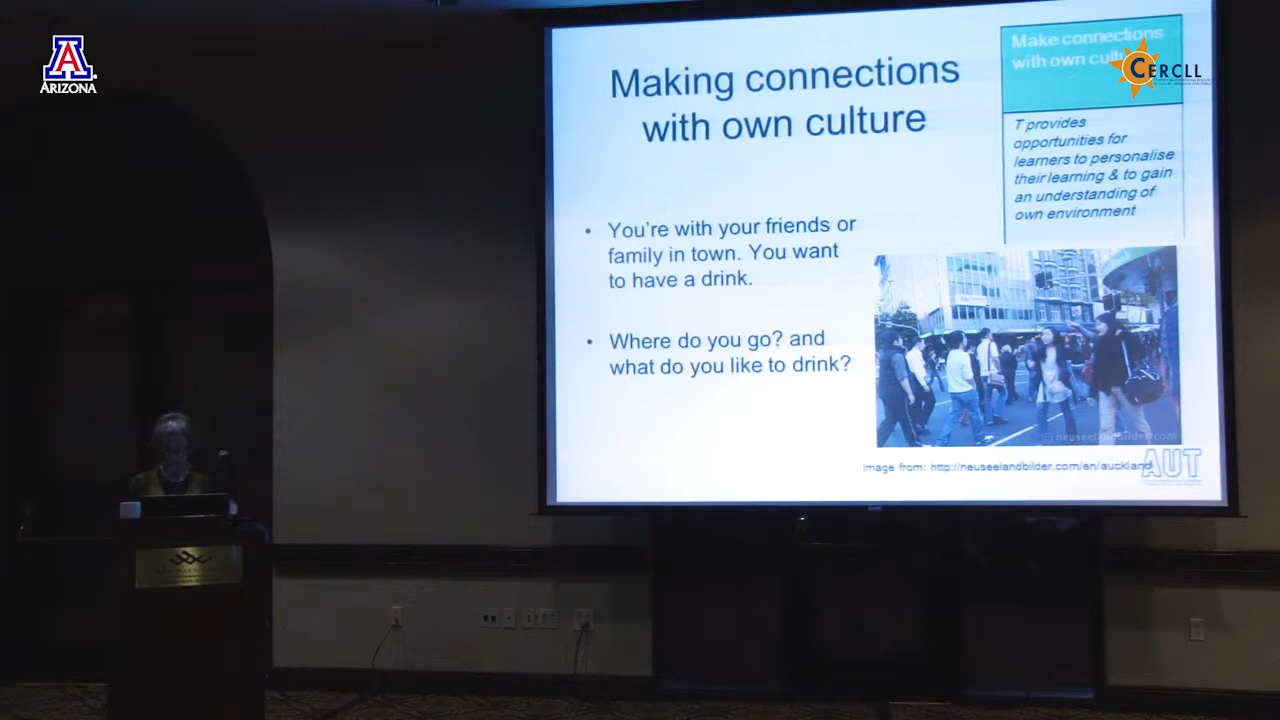 A
ARIZONA
Making connections
with own culture
Make connections
with own
CERCLL
T provides
opportunities for
learners to personalise
their learning & to gain
an understanding of
own environment
• You're with your friends or
family in town. You want
to have a drink.
• Where do you go? and
what do you like to drink?
neuseelandbilder.com
Image from: http://neuseelandbilder.com/en/auckland
AUT